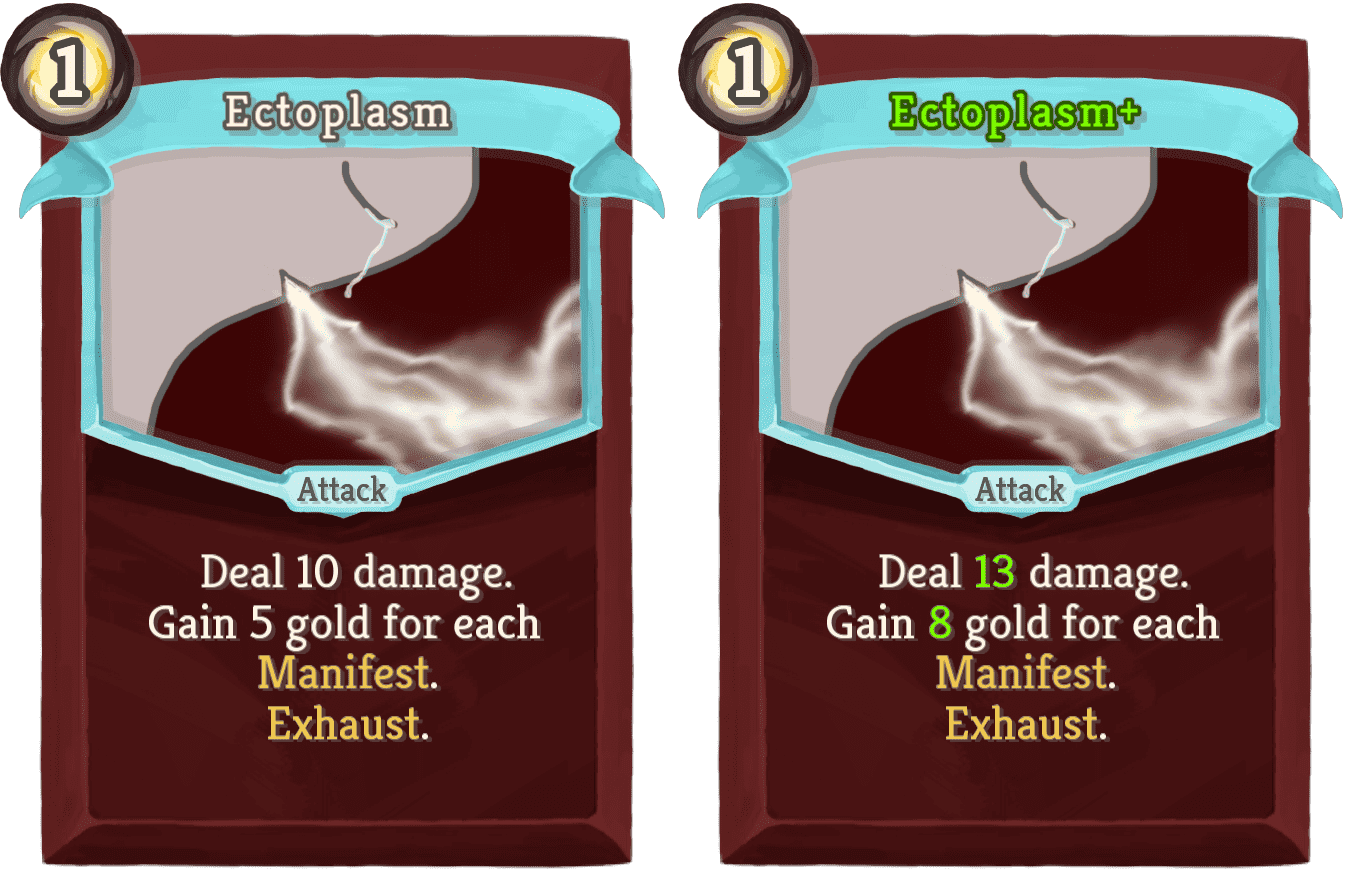 1
Ectoplasm
Attack
Deal 10 damage.
Gain 5 gold for each
Manifest.
Exhaust.
1
Ectoplasm+
Attack
Deal 13 damage.
Gain 8 gold for each
Manifest.
Exhaust.